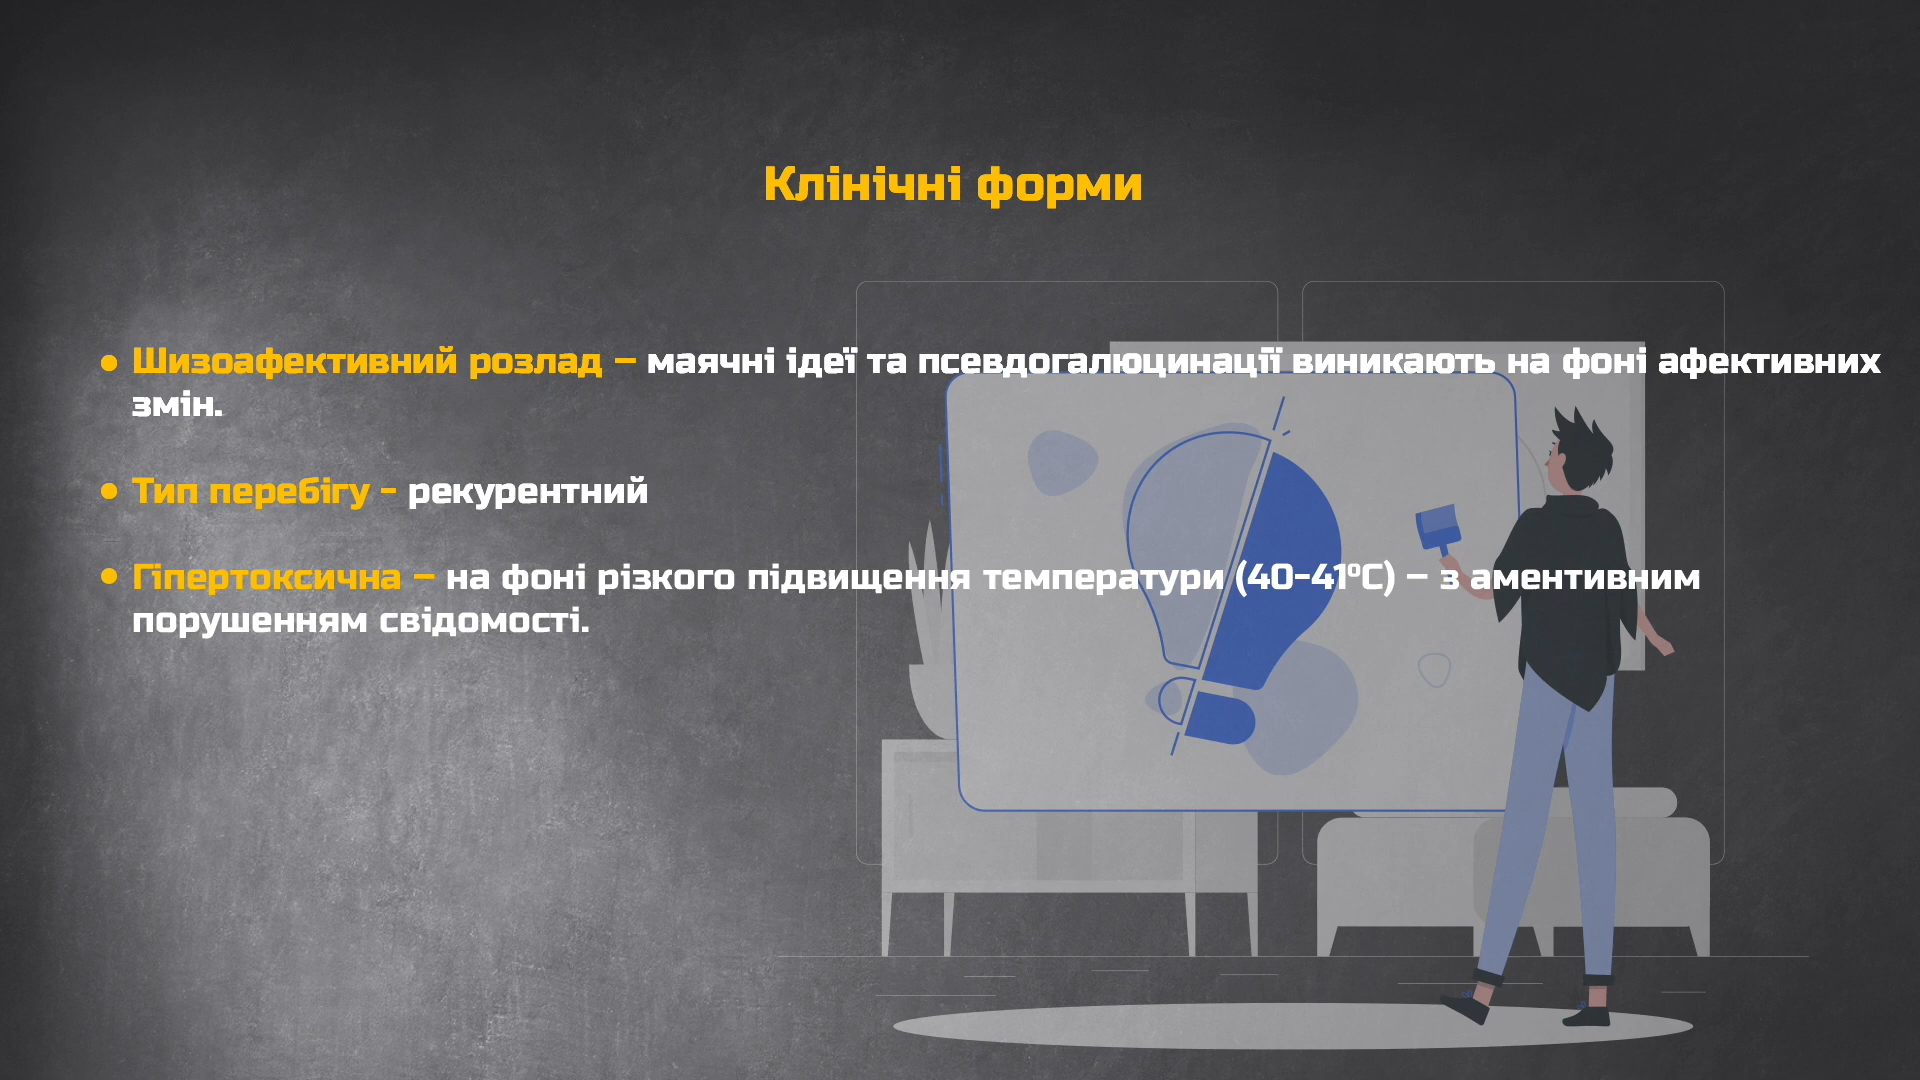 Клінічні форми
• Шизоафективний розлад – маячні ідеї та псевдогалюцинації виникають на фоні афективних
змін.
• Тип перебігу - рекурентний
• Гіпертоксична – на фоні різкого підвищення температури (40-41ºС) – з аментивним
порушенням свідомості.